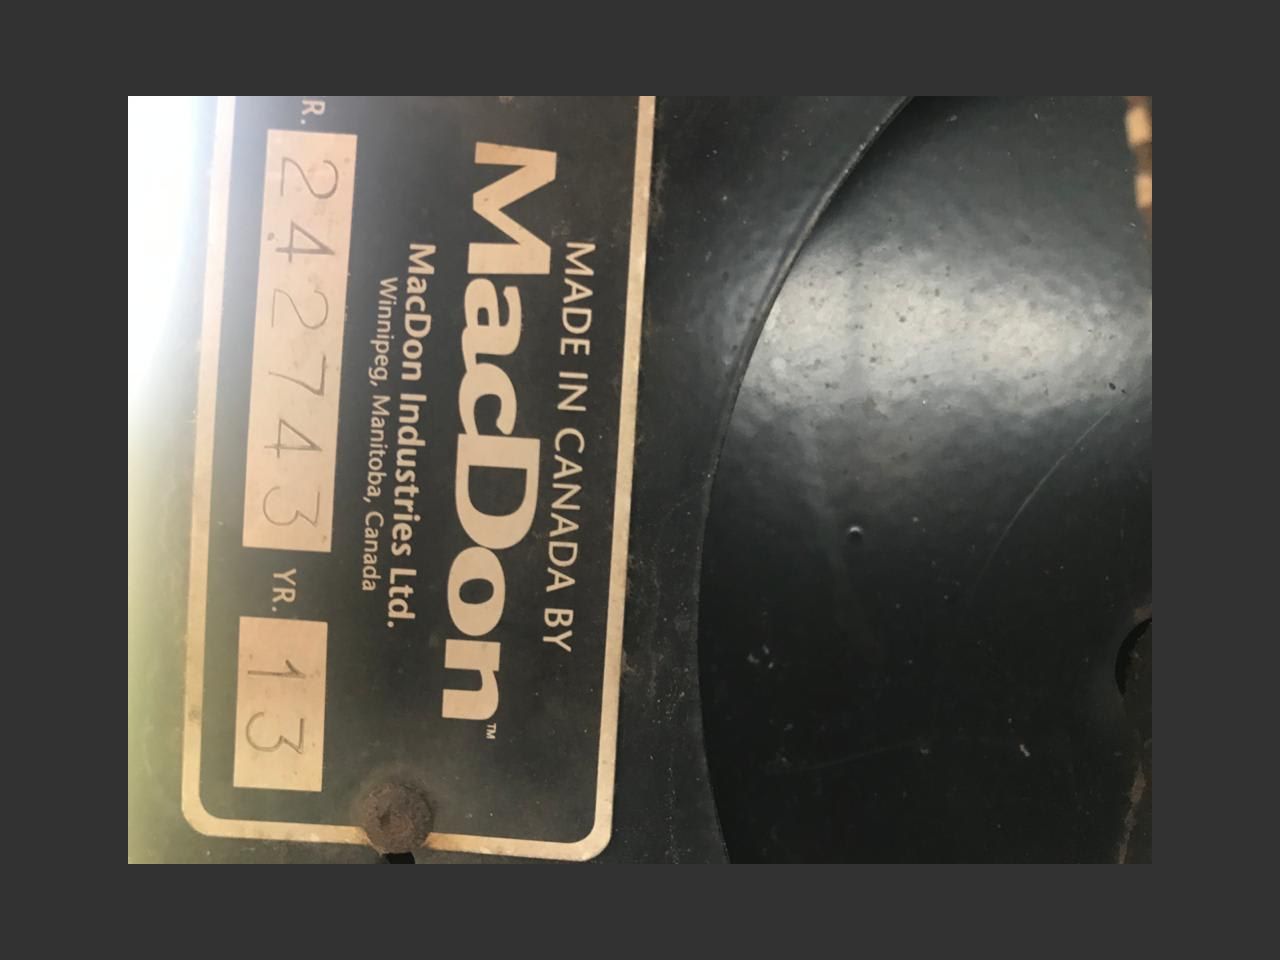 MADE IN CANADA BY
MacDon™
MacDon Industries Ltd.
Winnipeg, Manitoba, Canada
R. 242743 YR. 13